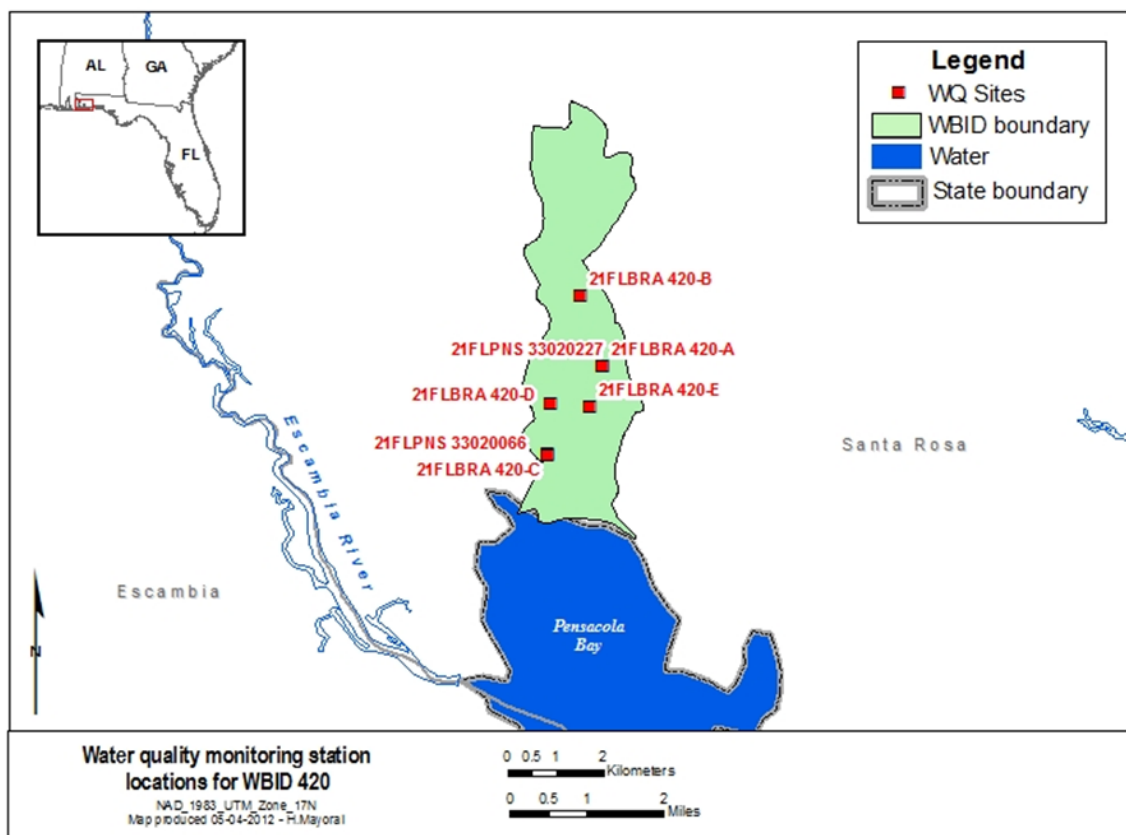 AL
GA
FL
Legend
WQ Sites
WBID boundary
Water
State boundary
21FLBRA 420-B
21FLPNS 33020227
21FLBRA 420-A
21FLBRA 420-D
21FLBRA 420-E
21FLPNS 33020066
21FLBRA 420-C
Santa Rosa
Escambia River
Escambia
Pensacola
Bay
N
Water quality monitoring station
locations for WBID 420
NAD_1983_UTM_Zone_17N
Map produced 05-04-2012 - H.Mayoral
0 0.5 1 2
Kilometers
0 0.5 1 2
Miles